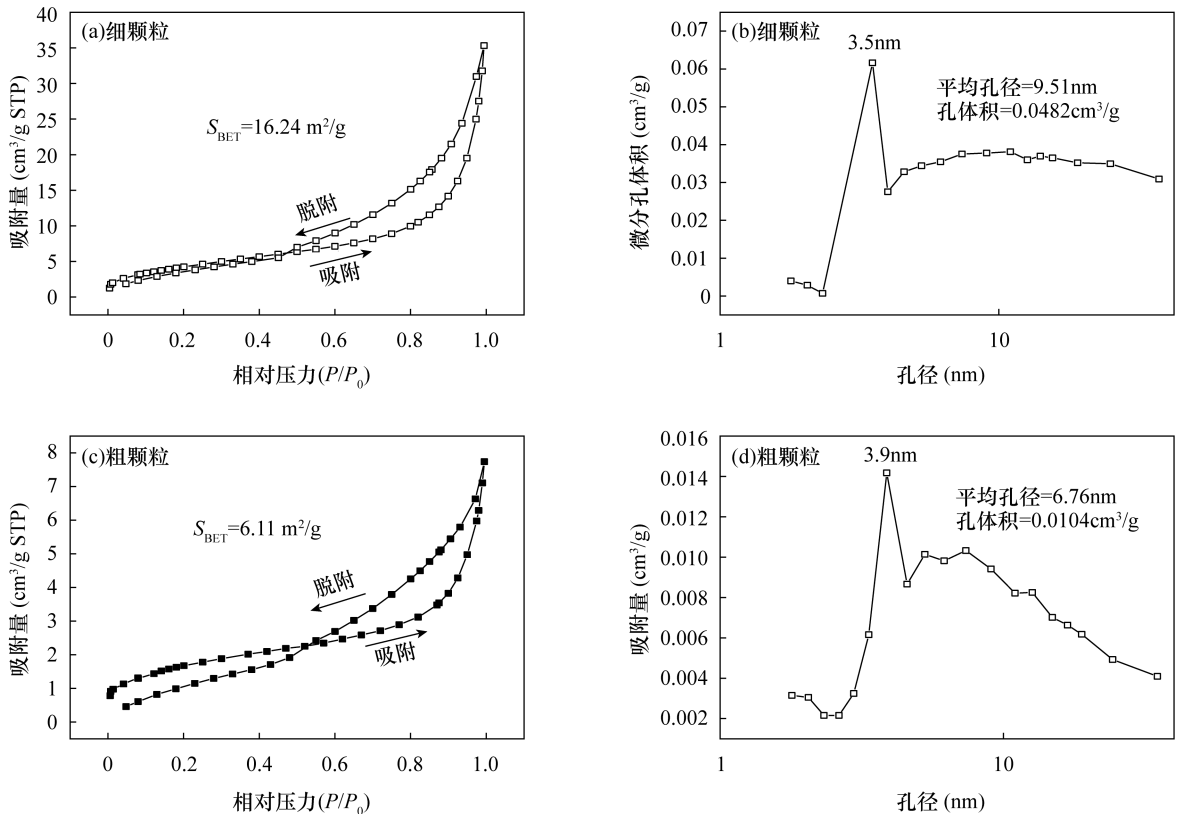 (a)细颗粒
S_BET=16.24 m²/g
脱附
吸附
吸附量 (cm³/g STP)
40
35
30
25
20
15
10
5
0
0 0.2 0.4 0.6 0.8 1.0
相对压力(P/P₀)
(b)细颗粒
3.5nm
平均孔径=9.51nm
孔体积=0.0482cm³/g
微分孔体积 (cm³/g)
0.07
0.06
0.05
0.04
0.03
0.02
0.01
0
1 10
孔径 (nm)
(c)粗颗粒
S_BET=6.11 m²/g
脱附
吸附
吸附量 (cm³/g STP)
8
7
6
5
4
3
2
1
0
0 0.2 0.4 0.6 0.8 1.0
相对压力(P/P₀)
(d)粗颗粒
3.9nm
平均孔径=6.76nm
孔体积=0.0104cm³/g
吸附量 (cm³/g)
0.016
0.014
0.012
0.010
0.008
0.006
0.004
0.002
1 10
孔径 (nm)